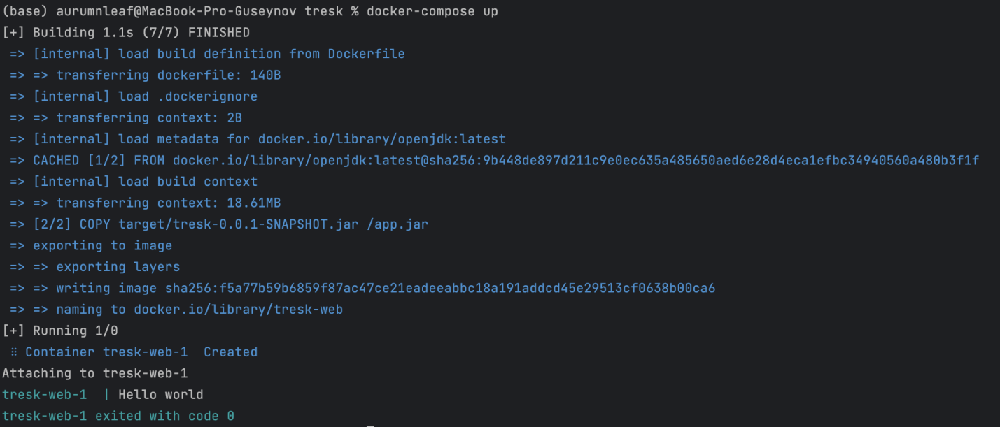 (base) aurumnleaf@MacBook-Pro-Guseynov tresk % docker-compose up
[+] Building 1.1s (7/7) FINISHED
=> [internal] load build definition from Dockerfile
=> => transferring dockerfile: 140B
=> [internal] load .dockerignore
=> => transferring context: 2B
=> [internal] load metadata for docker.io/library/openjdk:latest
=> CACHED [1/2] FROM docker.io/library/openjdk:latest@sha256:9b448de897d211c9e0ec635a485650aed6e28d4eca1efbc34940560a480b3f1f
=> [internal] load build context
=> => transferring context: 18.61MB
=> [2/2] COPY target/tresk-0.0.1-SNAPSHOT.jar /app.jar
=> exporting to image
=> => exporting layers
=> => writing image sha256:f5a77b59b6859f87ac47ce21eadeeabbc18a191addcd45e29513cf0638b00ca6
=> => naming to docker.io/library/tresk-web
[+] Running 1/0
⠿ Container tresk-web-1  Created
Attaching to tresk-web-1
tresk-web-1  | Hello world
tresk-web-1 exited with code 0